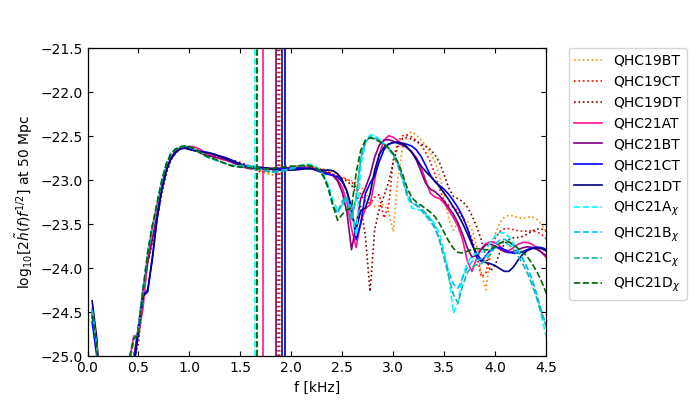 −21.5
−22.0
−22.5
−23.0
−23.5
−24.0
−24.5
−25.0
log₁₀[2h̃(f)f^{1/2}] at 50 Mpc
0.0 0.5 1.0 1.5 2.0 2.5 3.0 3.5 4.0 4.5
f [kHz]
QHC19BT
QHC19CT
QHC19DT
QHC21AT
QHC21BT
QHC21CT
QHC21DT
QHC21Aᵪ
QHC21Bᵪ
QHC21Cᵪ
QHC21Dᵪ